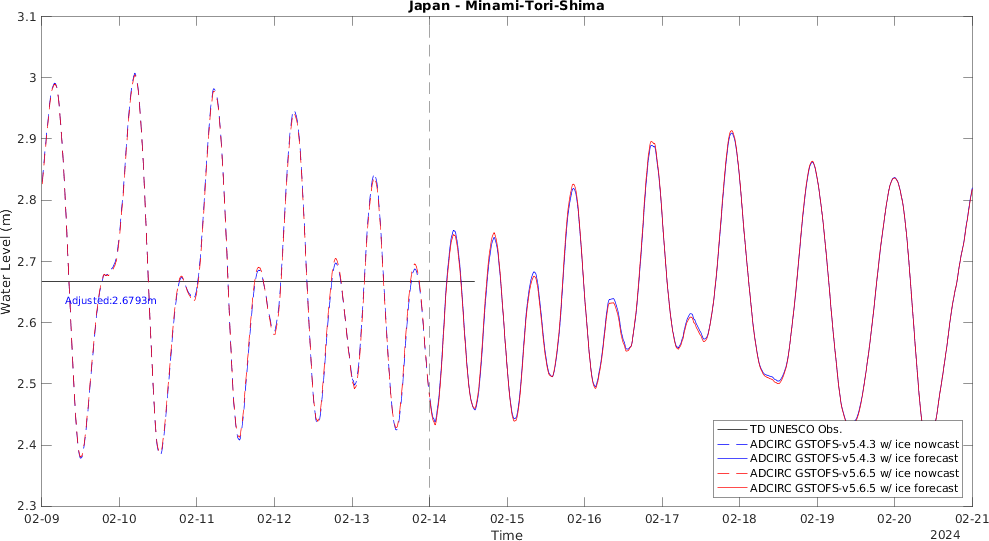 Japan - Minami-Tori-Shima
3.1
3
2.9
2.8
2.7
2.6
2.5
2.4
2.3
Water Level (m)
Adjusted:2.6793m
TD UNESCO Obs.
ADCIRC GSTOFS-v5.4.3 w/ ice nowcast
ADCIRC GSTOFS-v5.4.3 w/ ice forecast
ADCIRC GSTOFS-v5.6.5 w/ ice nowcast
ADCIRC GSTOFS-v5.6.5 w/ ice forecast
02-09 02-10 02-11 02-12 02-13 02-14 02-15 02-16 02-17 02-18 02-19 02-20 02-21
Time
2024